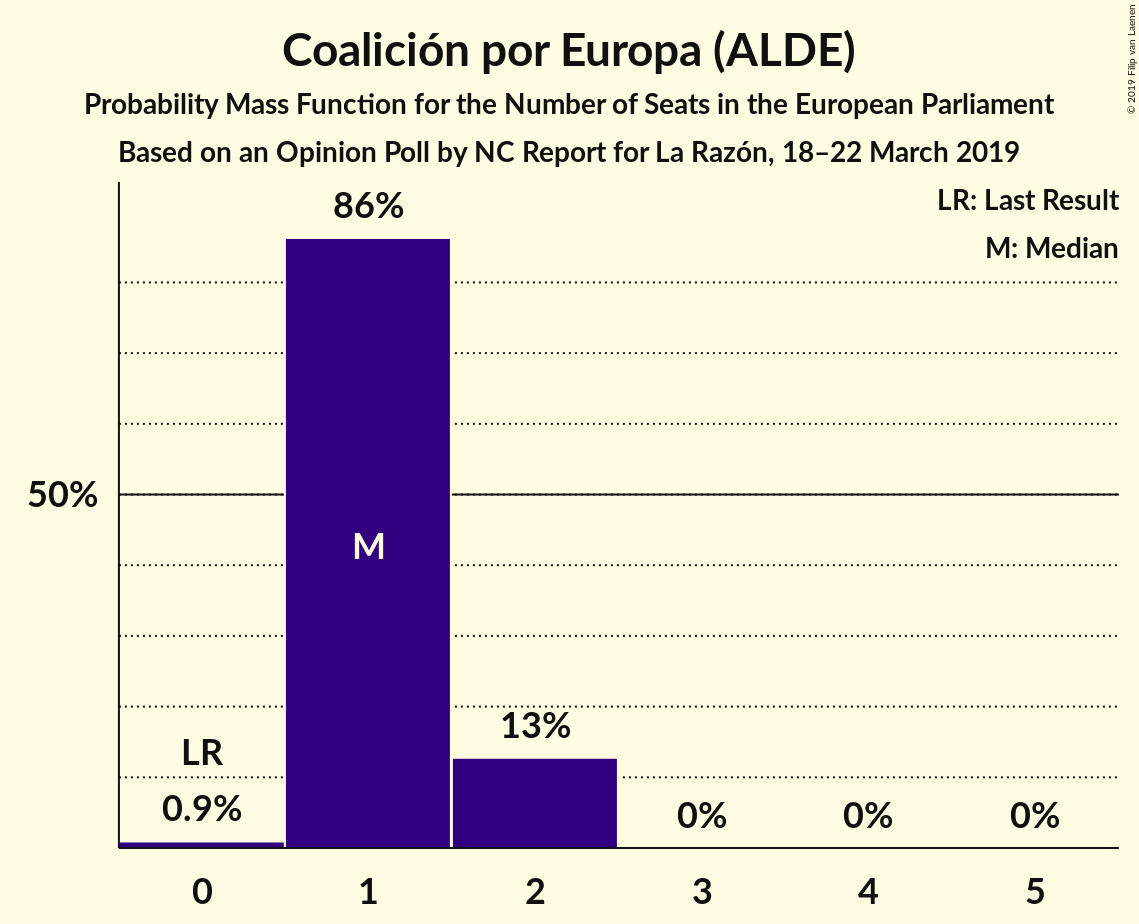 Coalición por Europa (ALDE)
Probability Mass Function for the Number of Seats in the European Parliament
Based on an Opinion Poll by NC Report for La Razón, 18–22 March 2019
© 2019 Filip van Laenen
LR: Last Result
M: Median
86%
50%
M
13%
LR
0.9%
0%
0%
0%
0
1
2
3
4
5